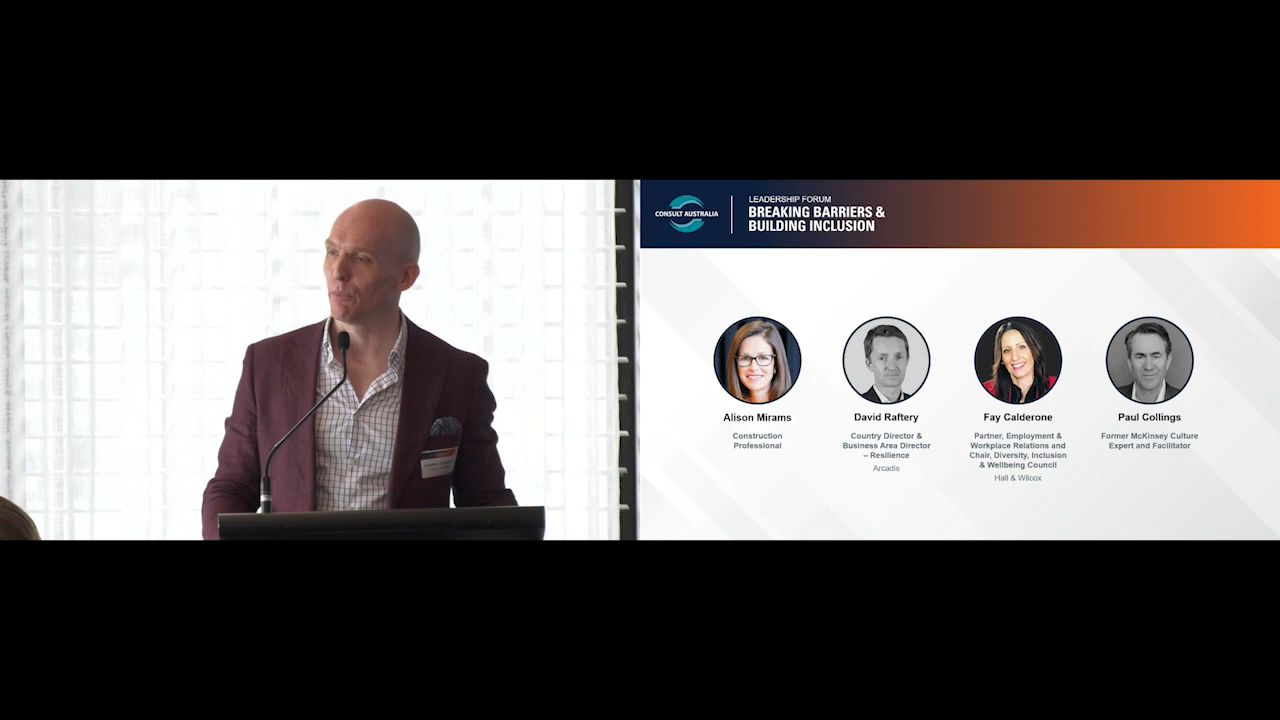 CONSULT AUSTRALIA
LEADERSHIP FORUM
BREAKING BARRIERS &
BUILDING INCLUSION
Alison Mirams
Construction
Professional
David Raftery
Country Director &
Business Area Director
– Resilience
Arcadis
Fay Calderone
Partner, Employment &
Workplace Relations and
Chair, Diversity, Inclusion
& Wellbeing Council
Hall & Wilcox
Paul Collings
Former McKinsey Culture
Expert and Facilitator